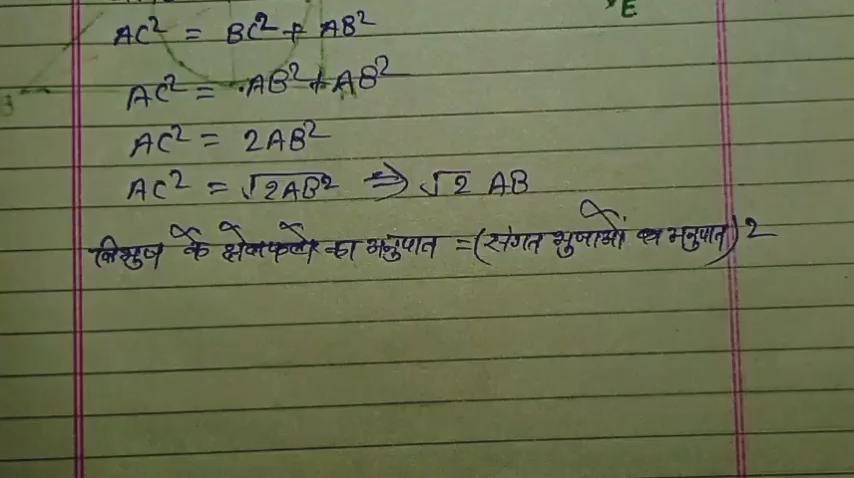 E
AC² = BC² + AB²
AC² = AB² + AB²
AC² = 2AB²
AC² = √2AB² ⇒ √2 AB
त्रिभुज के क्षेत्रफलों का अनुपात = (संगत भुजाओं का अनुपात) 2